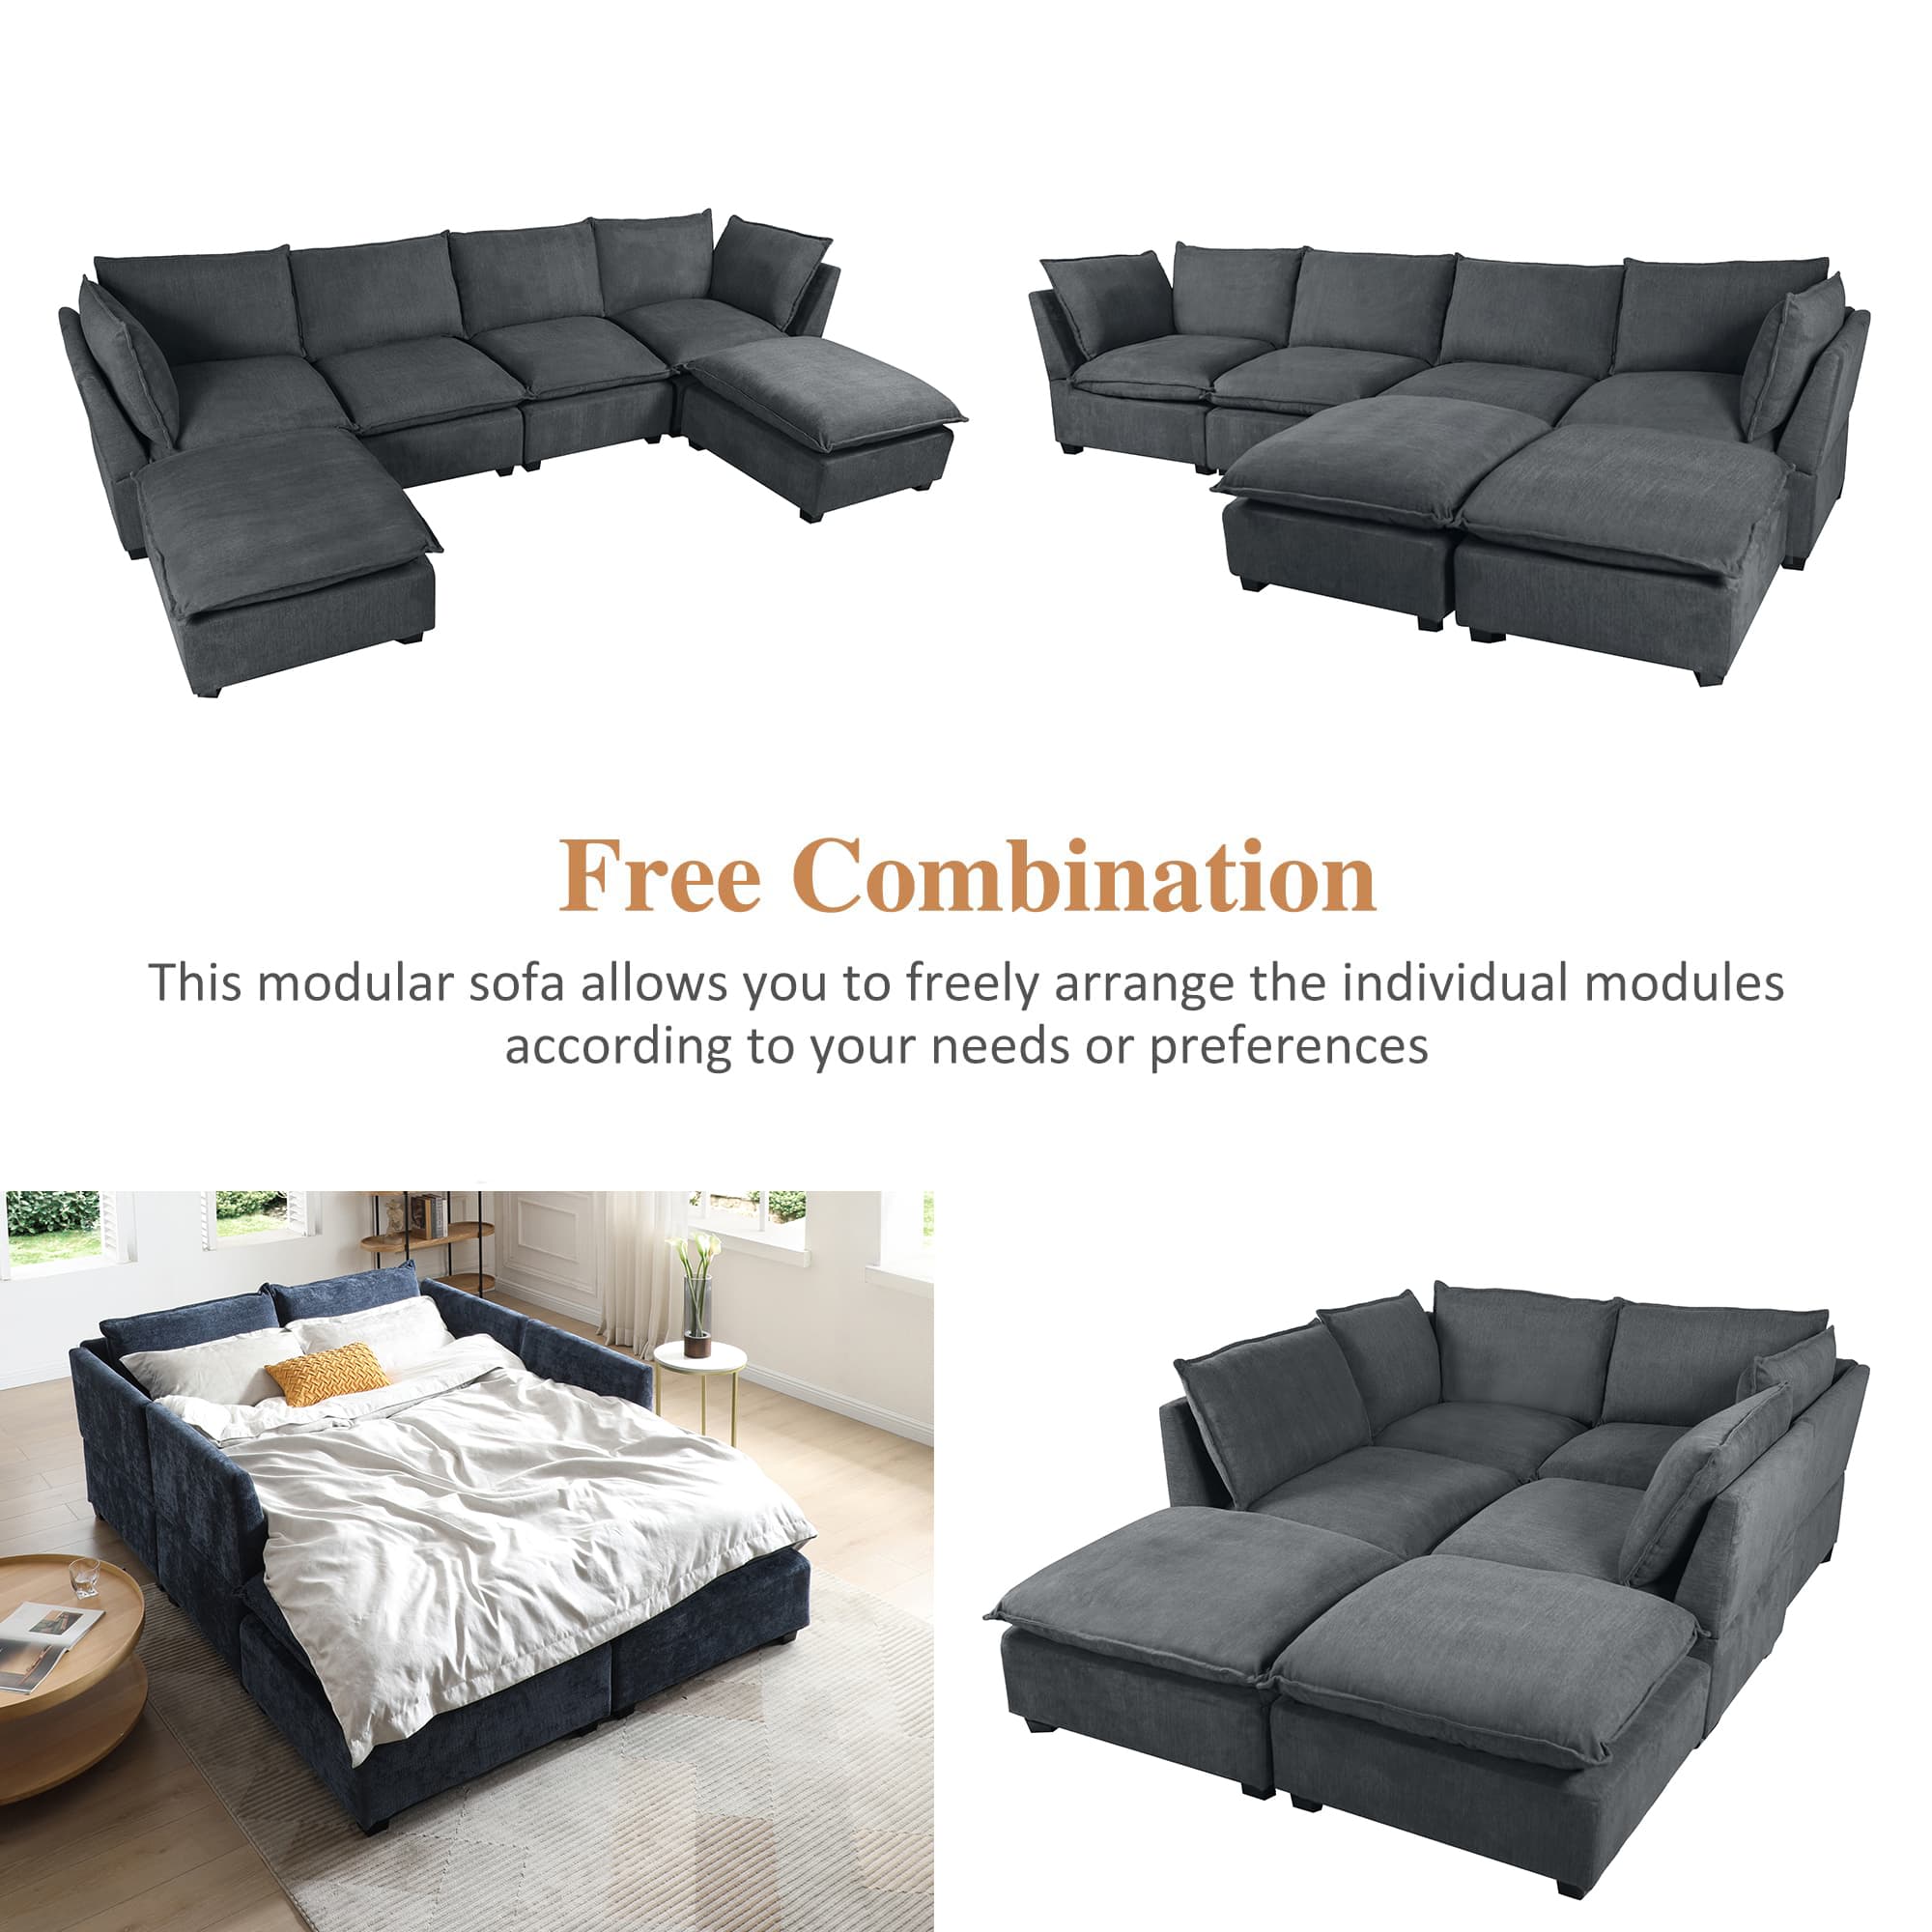 Free Combination
This modular sofa allows you to freely arrange the individual modules
according to your needs or preferences